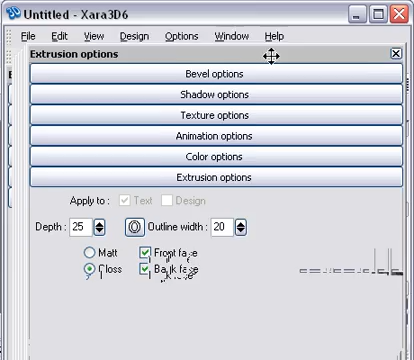 Untitled - Xara3D6
File Edit View Design Options Window Help
Extrusion options
Bevel options
Shadow options
Texture options
Animation options
Color options
Extrusion options
Apply to : Text Design
Depth : 25 Outline width : 20
Matt Front face
Gloss Back face